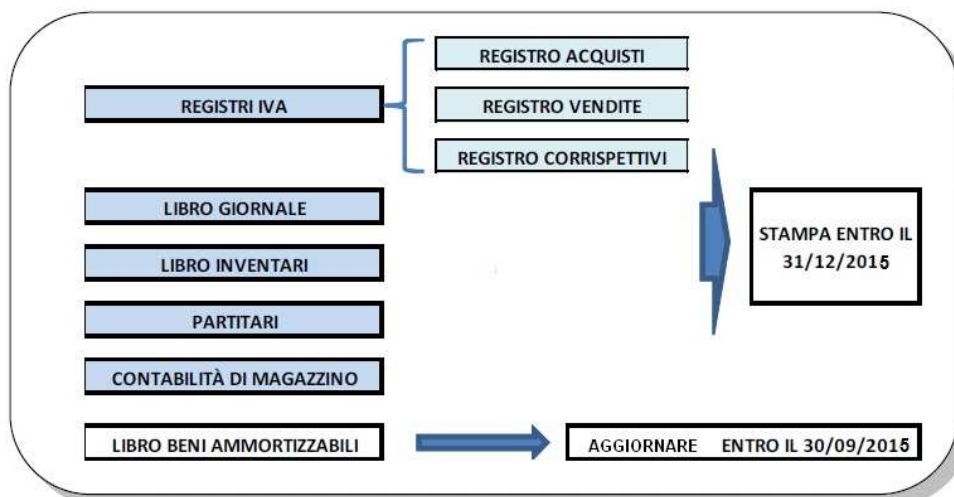 REGISTRO ACQUISTI
REGISTRI IVA
REGISTRO VENDITE
REGISTRO CORRISPETTIVI
LIBRO GIORNALE
LIBRO INVENTARI
PARTITARI
CONTABILITÀ DI MAGAZZINO
STAMPA ENTRO IL
31/12/2015
LIBRO BENI AMMORTIZZABILI
AGGIORNARE ENTRO IL 30/09/2015